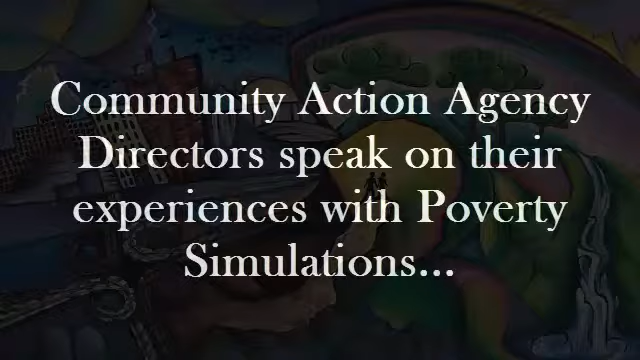 Community Action Agency
Directors speak on their
experiences with Poverty
Simulations...